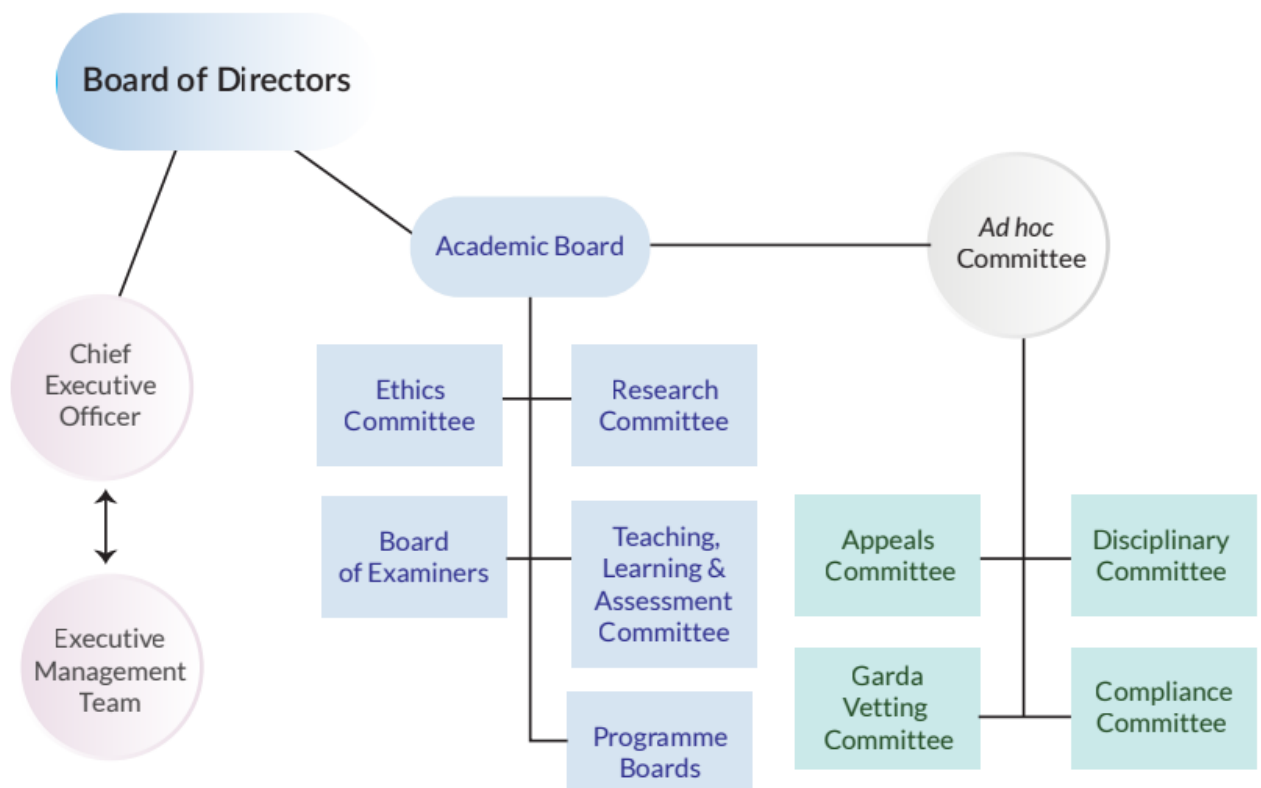 Board of Directors
Academic Board
Ad hoc
Committee
Chief
Executive
Officer
Ethics
Committee
Research
Committee
Board
of Examiners
Teaching,
Learning &
Assessment
Committee
Appeals
Committee
Disciplinary
Committee
Executive
Management
Team
Garda
Vetting
Committee
Compliance
Committee
Programme
Boards